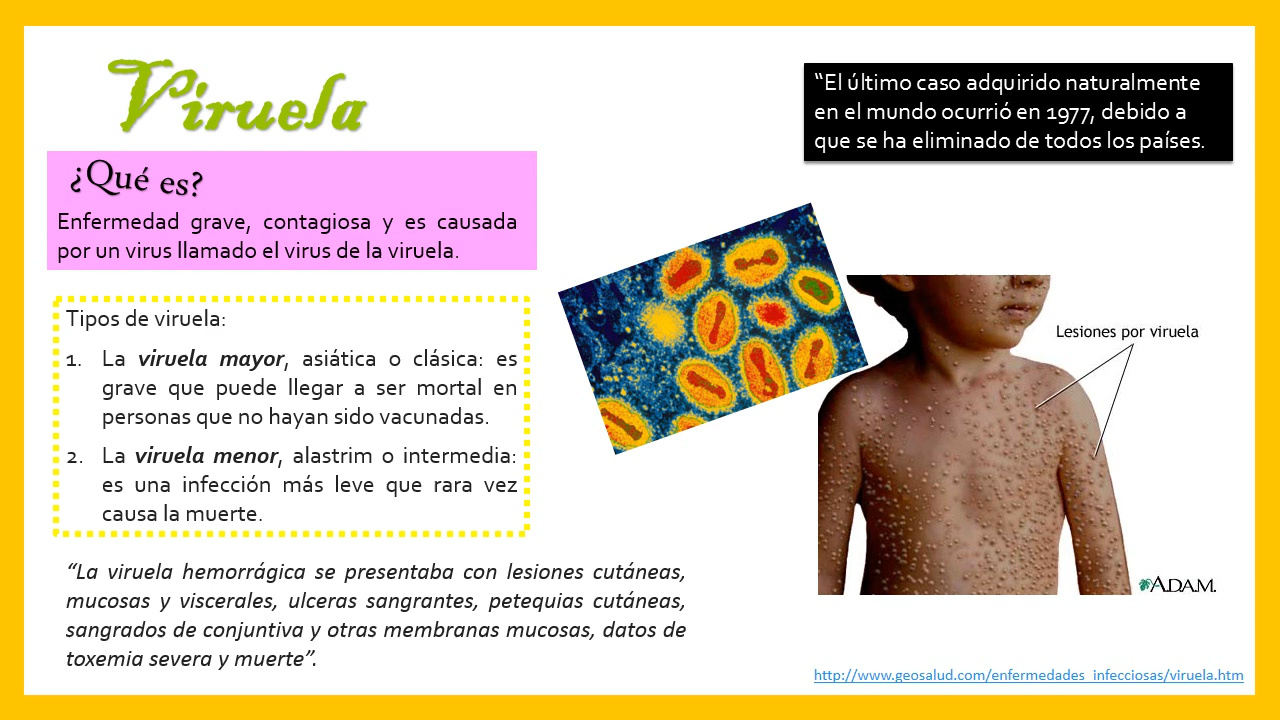 Viruela
“El último caso adquirido naturalmente
en el mundo ocurrió en 1977, debido a
que se ha eliminado de todos los países.
¿Qué es?
Enfermedad grave, contagiosa y es causada
por un virus llamado el virus de la viruela.
Tipos de viruela:
1. La viruela mayor, asiática o clásica: es
grave que puede llegar a ser mortal en
personas que no hayan sido vacunadas.
2. La viruela menor, alastrim o intermedia:
es una infección más leve que rara vez
causa la muerte.
Lesiones por viruela
A.D.A.M.
“La viruela hemorrágica se presentaba con lesiones cutáneas,
mucosas y viscerales, ulceras sangrantes, petequias cutáneas,
sangrados de conjuntiva y otras membranas mucosas, datos de
toxemia severa y muerte”.
http://www.geosalud.com/enfermedades_infecciosas/viruela.htm